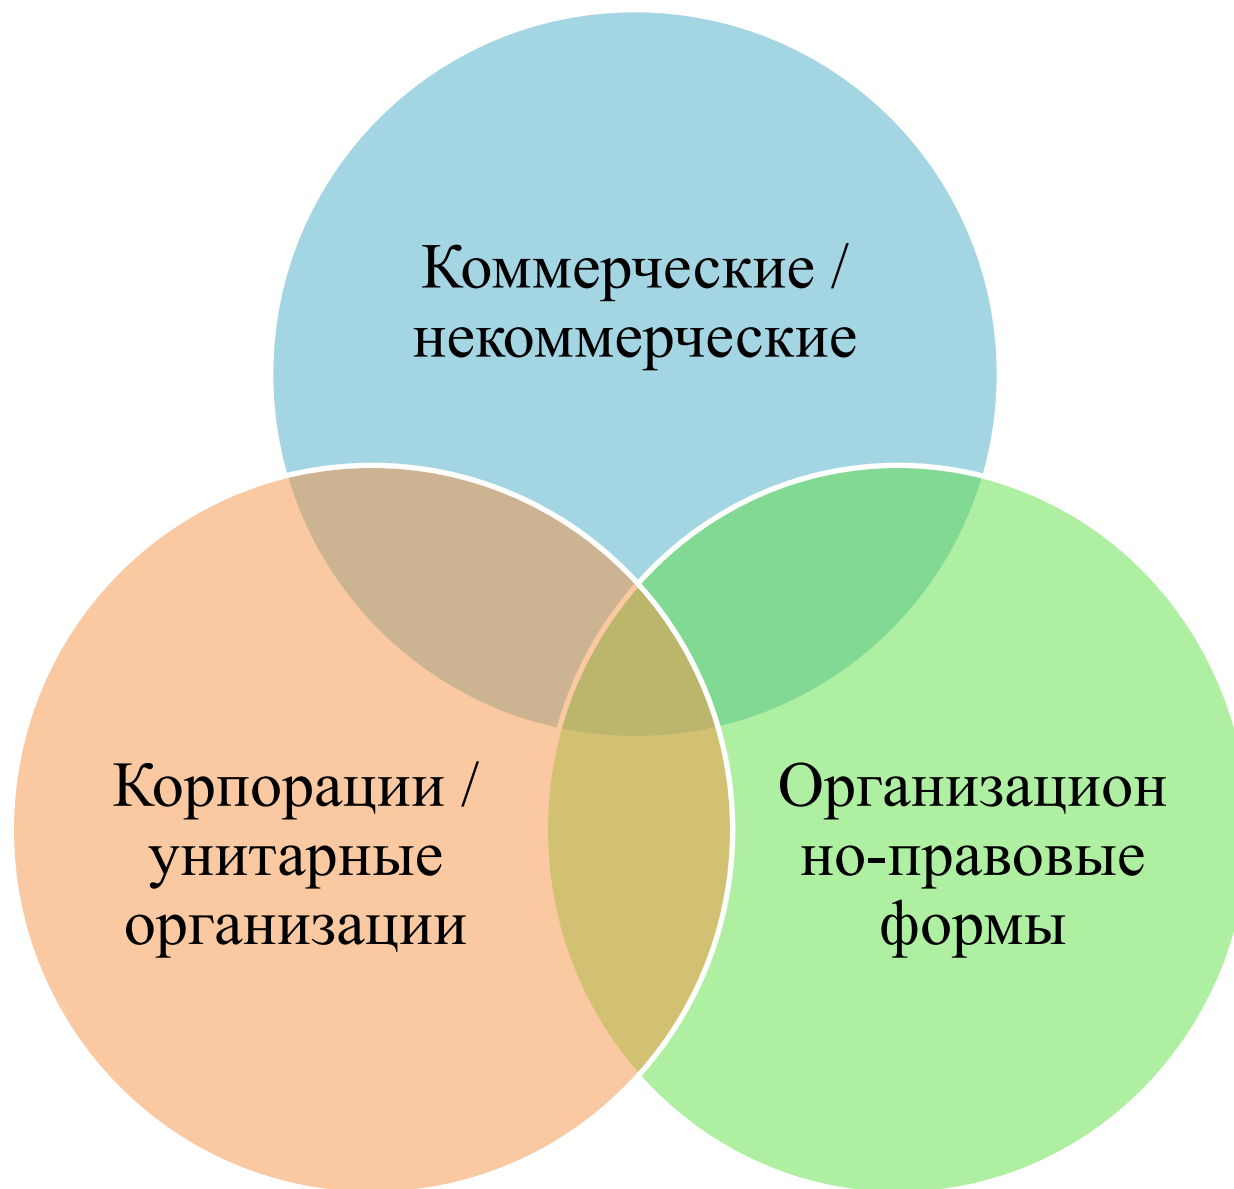 Коммерческие /
некоммерческие
Корпорации /
унитарные
организации
Организацион
но-правовые
формы